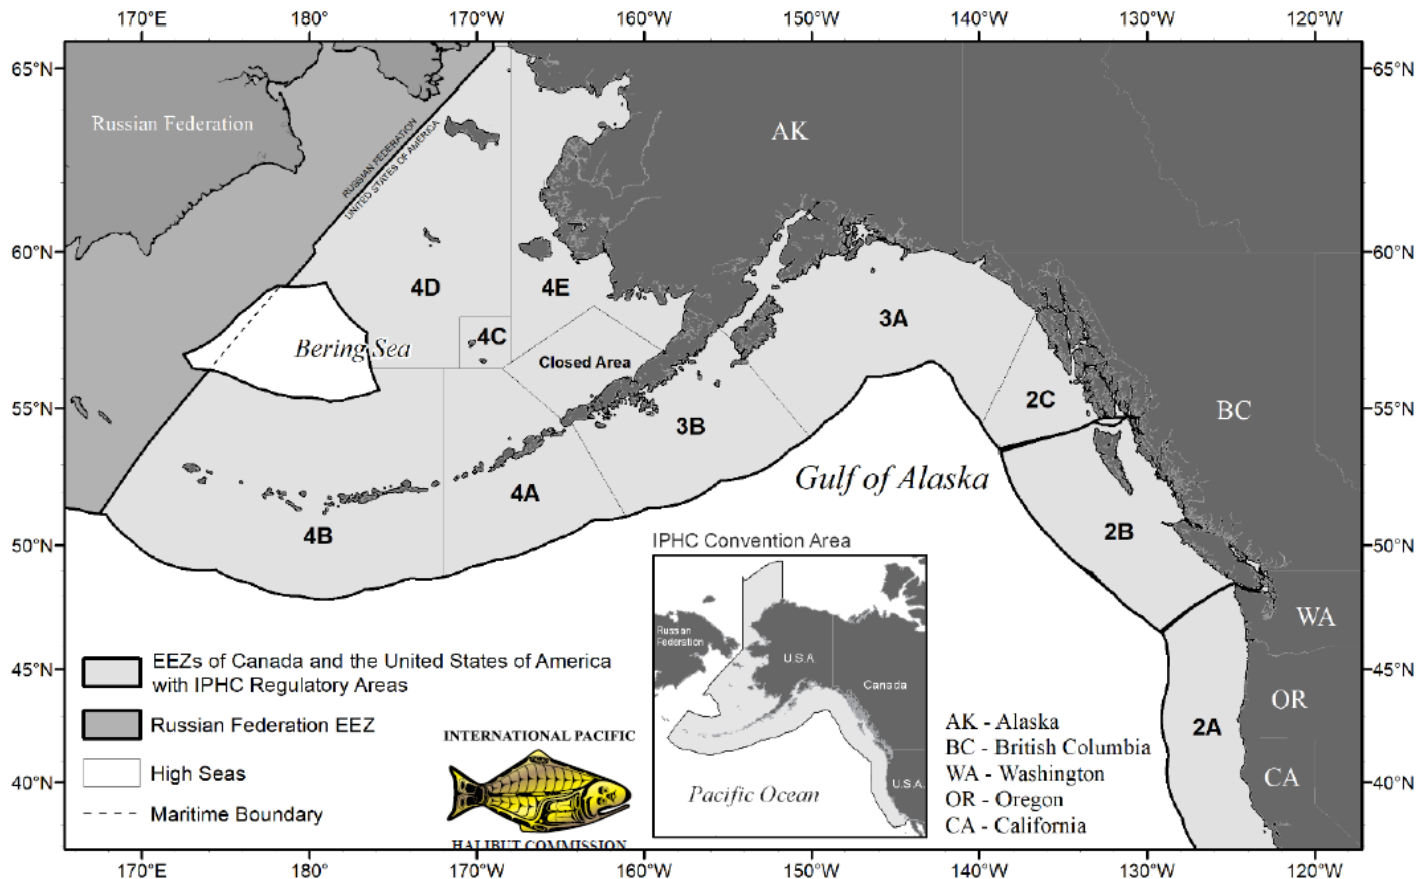 170°E 180° 170°W 160°W 150°W 140°W 130°W 120°W
65°N 65°N
Russian Federation
RUSSIAN FEDERATION
UNITED STATES OF AMERICA
AK
60°N 60°N
4D 4E
3A
4C
Bering Sea
Closed Area
55°N 55°N
2C
BC
3B
Gulf of Alaska
4A
4B
2B
50°N 50°N
IPHC Convention Area
Russian
Federation
U.S.A.
Canada
U.S.A.
Pacific Ocean
WA
45°N 45°N
OR
2A
CA
40°N 40°N
EEZs of Canada and the United States of America
with IPHC Regulatory Areas
Russian Federation EEZ
High Seas
Maritime Boundary
INTERNATIONAL PACIFIC
HALIBUT COMMISSION
AK - Alaska
BC - British Columbia
WA - Washington
OR - Oregon
CA - California
170°E 180° 170°W 160°W 150°W 140°W 130°W 120°W